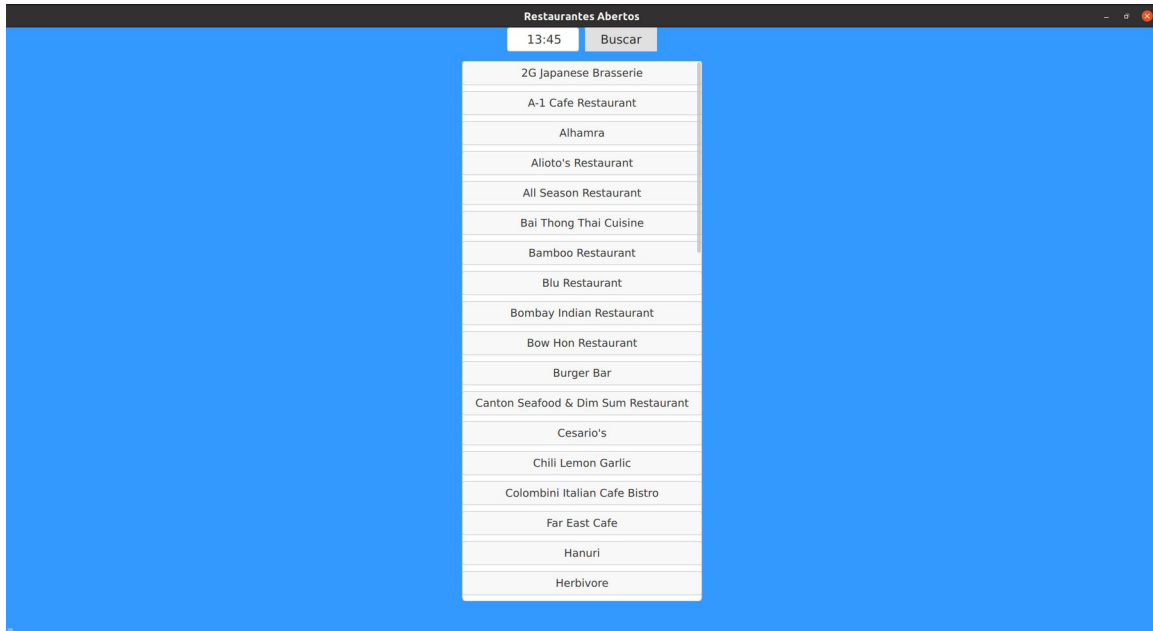 Restaurantes Abertos
13:45 Buscar
2G Japanese Brasserie
A-1 Cafe Restaurant
Alhamra
Alioto's Restaurant
All Season Restaurant
Bai Thong Thai Cuisine
Bamboo Restaurant
Blu Restaurant
Bombay Indian Restaurant
Bow Hon Restaurant
Burger Bar
Canton Seafood & Dim Sum Restaurant
Cesario's
Chili Lemon Garlic
Colombini Italian Cafe Bistro
Far East Cafe
Hanuri
Herbivore